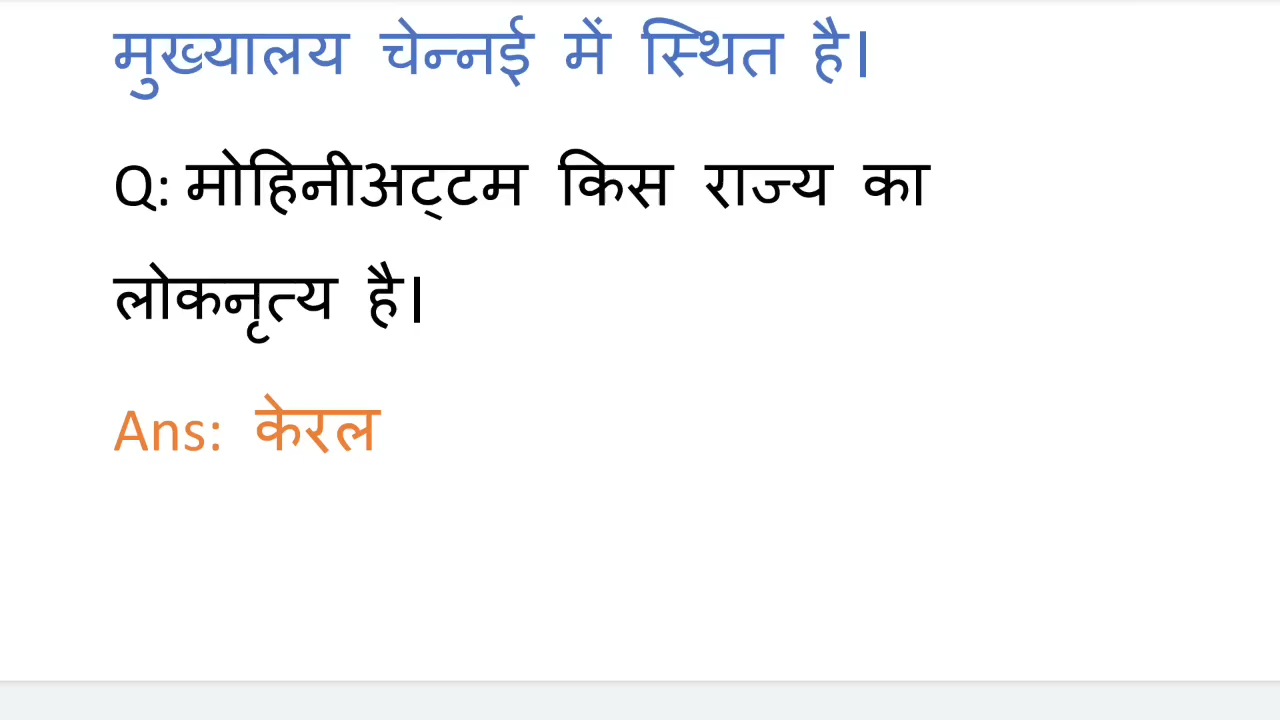 मुख्यालय चेन्नई में स्थित है।
Q: मोहिनीअट्टम किस राज्य का
लोकनृत्य है।
Ans: केरल